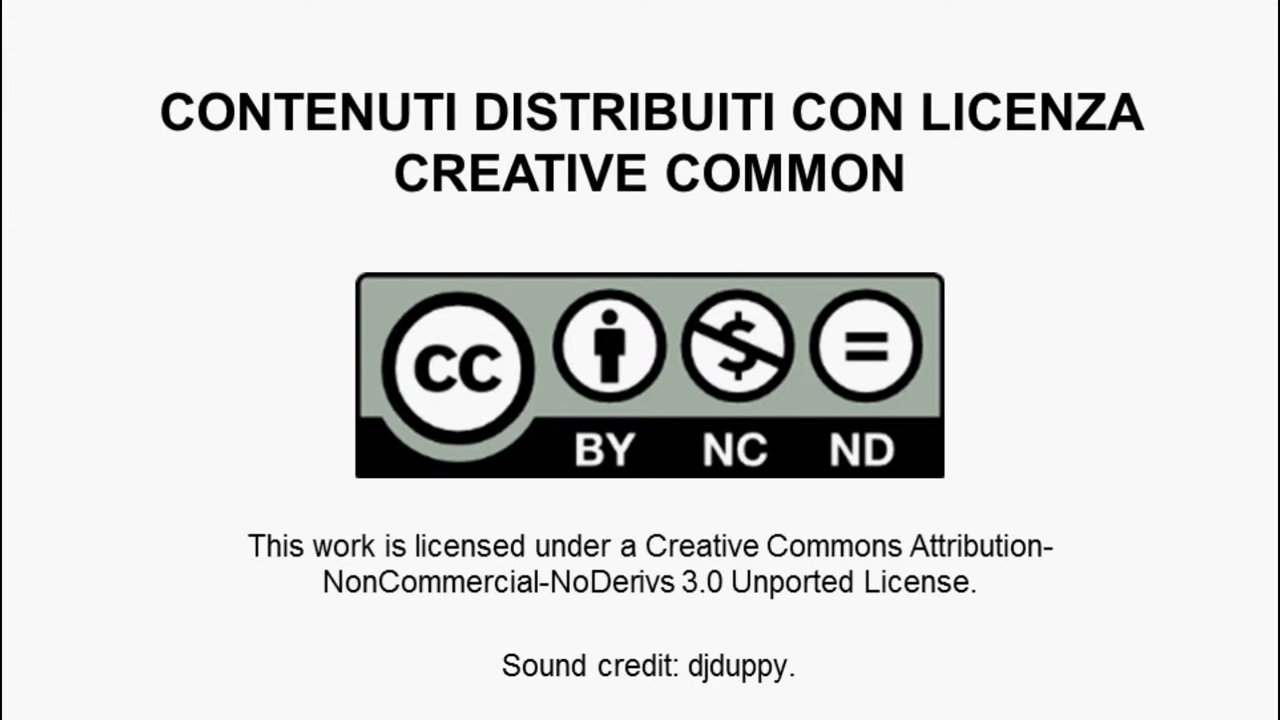 CONTENUTI DISTRIBUITI CON LICENZA
CREATIVE COMMON
CC
BY NC ND
This work is licensed under a Creative Commons Attribution-
NonCommercial-NoDerivs 3.0 Unported License.
Sound credit: djduppy.